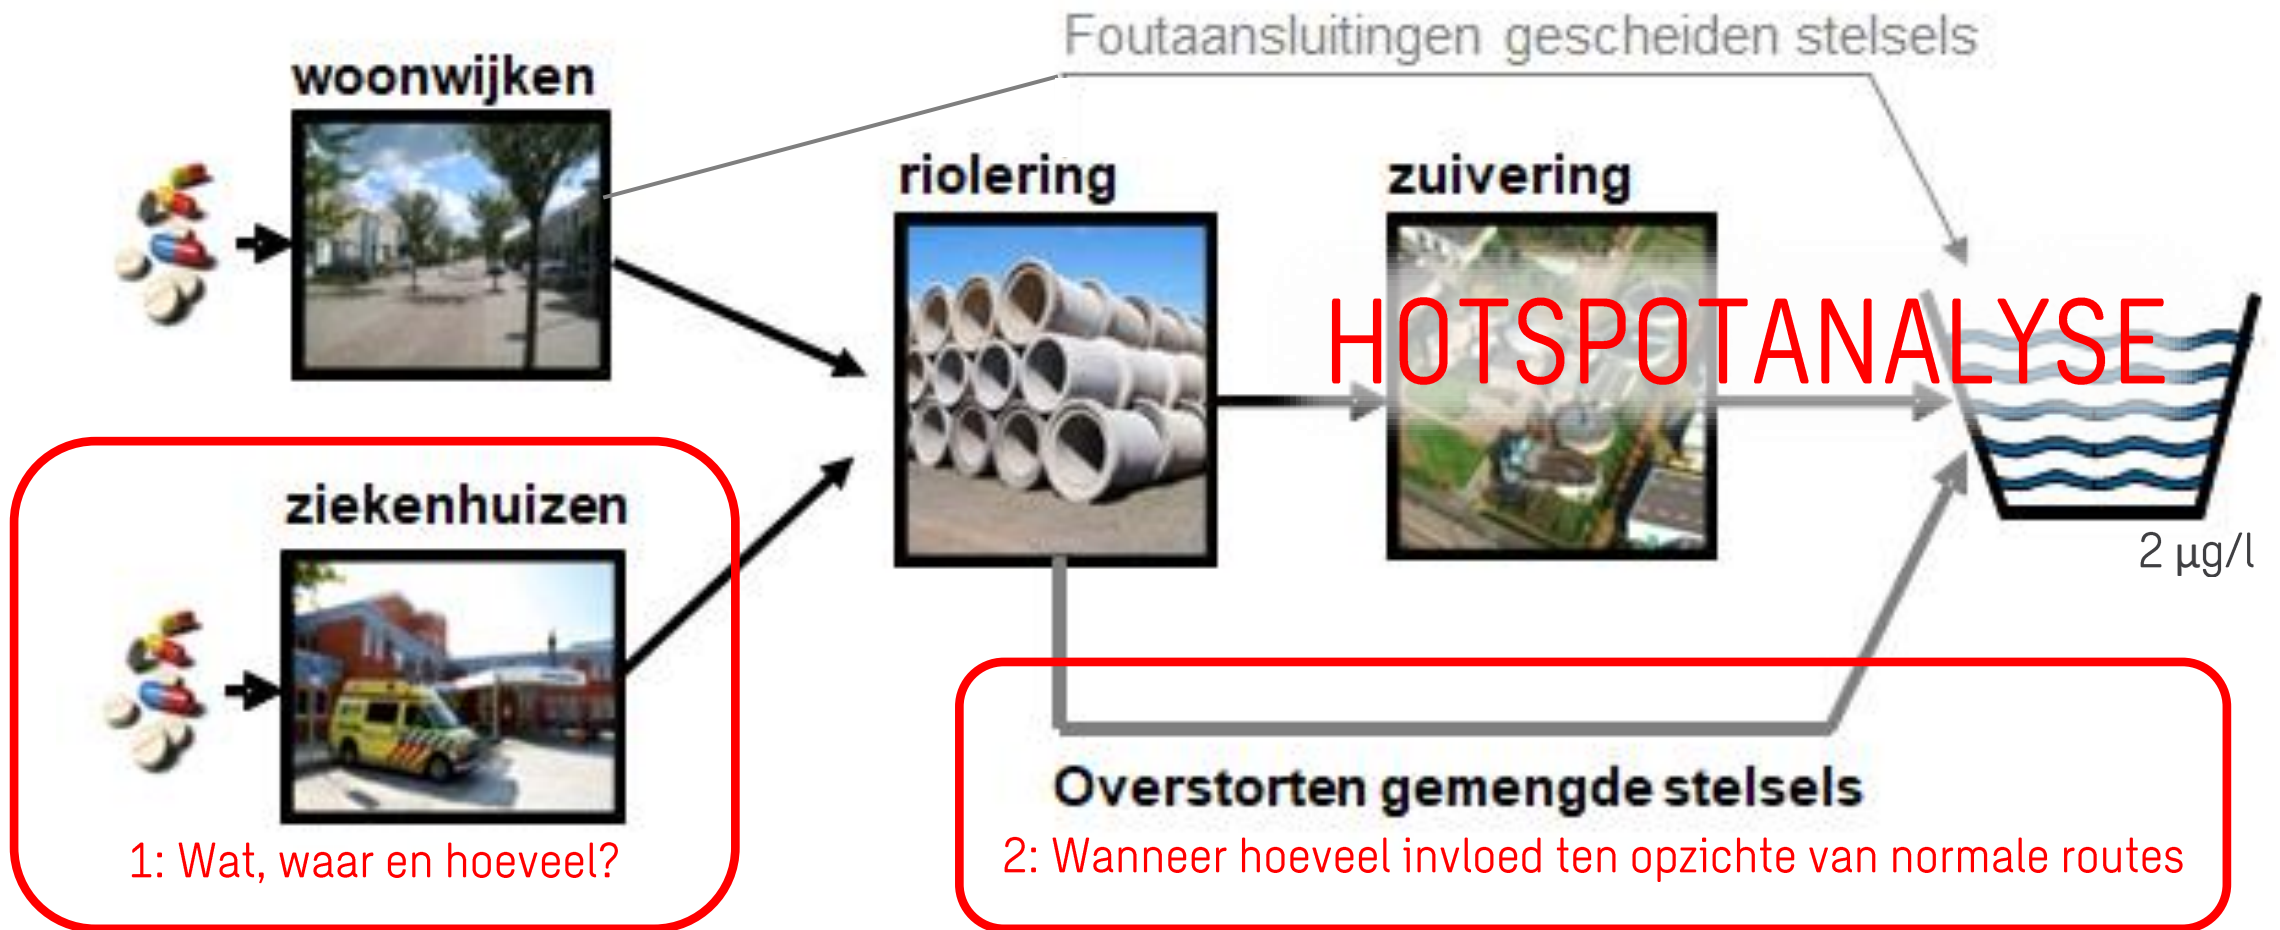 Foutaansluitingen gescheiden stelsels
woonwijken
riolering
zuivering
HOTSPOTANALYSE
ziekenhuizen
2 µg/l
Overstorten gemengde stelsels
1: Wat, waar en hoeveel?
2: Wanneer hoeveel invloed ten opzichte van normale routes